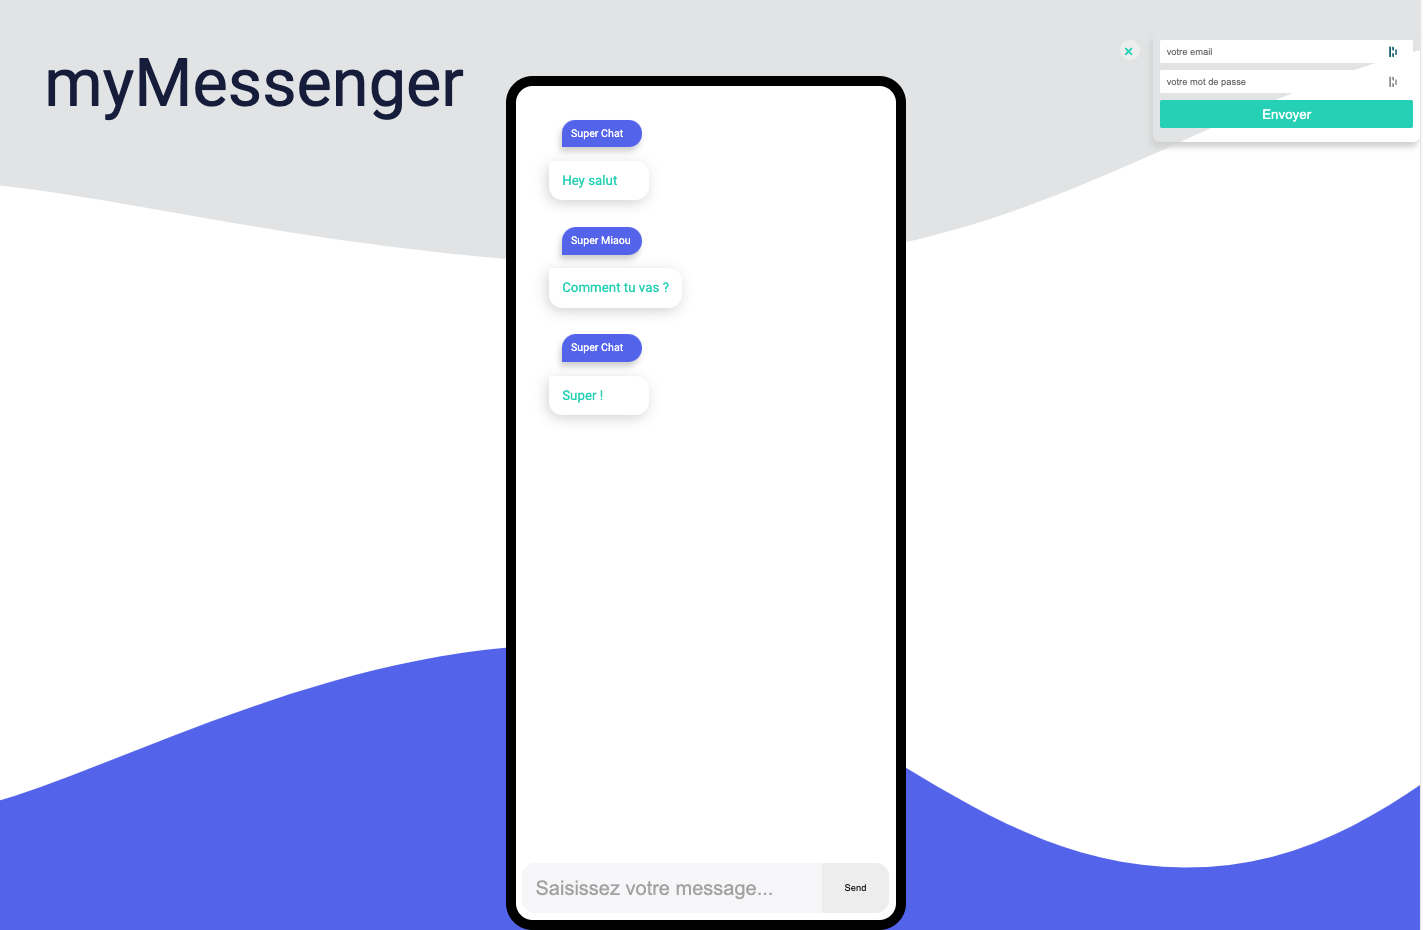 myMessenger
votre email
votre mot de passe
Envoyer
Super Chat
Hey salut
Super Miaou
Comment tu vas ?
Super Chat
Super !
Saisissez votre message...
Send